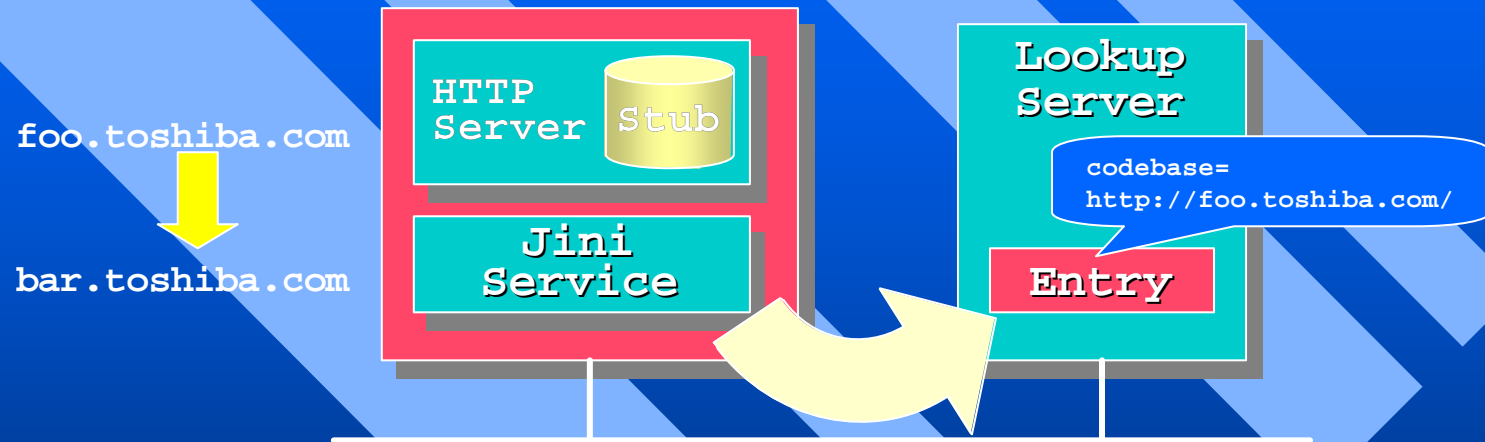 foo.toshiba.com
bar.toshiba.com
HTTP
Server
Stub
Jini
Service
Lookup
Server
codebase=
http://foo.toshiba.com/
Entry